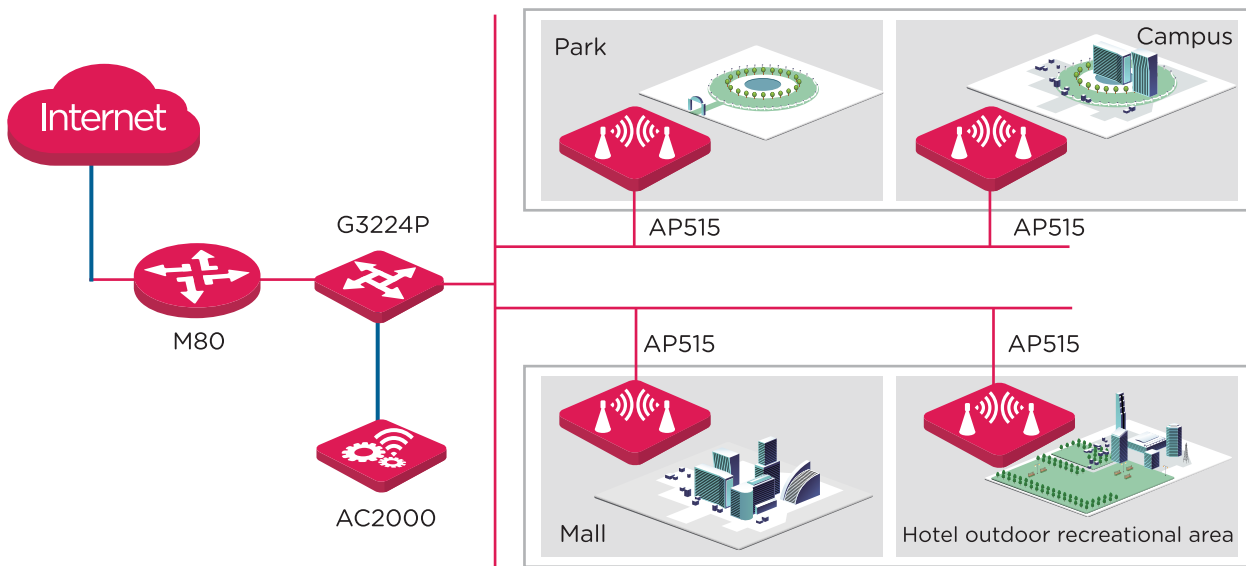 Internet
M80
G3224P
AC2000
Park
Campus
AP515
AP515
AP515
AP515
Mall
Hotel outdoor recreational area